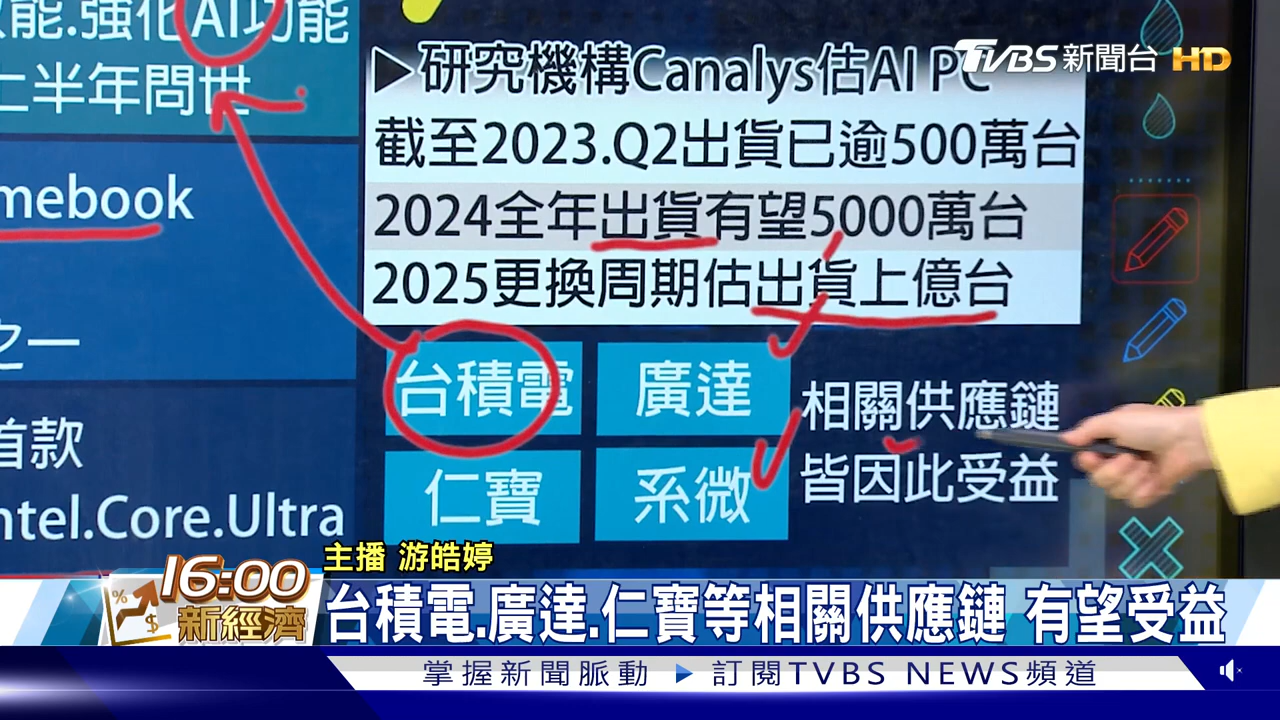 效能.強化AI功能
上半年問世
mebook
之一
首款
ntel.Core.Ultra
▶研究機構Canalys估AI PC
截至2023.Q2出貨已逾500萬台
2024全年出貨有望5000萬台
2025更換周期估出貨上億台
台積電
廣達
仁寶
系微
相關供應鏈
皆因此受益
TVBS新聞台 HD
主播 游皓婷
16:00
新經濟
% $
台積電.廣達.仁寶等相關供應鏈 有望受益
掌握新聞脈動 ▶ 訂閱TVBS NEWS頻道